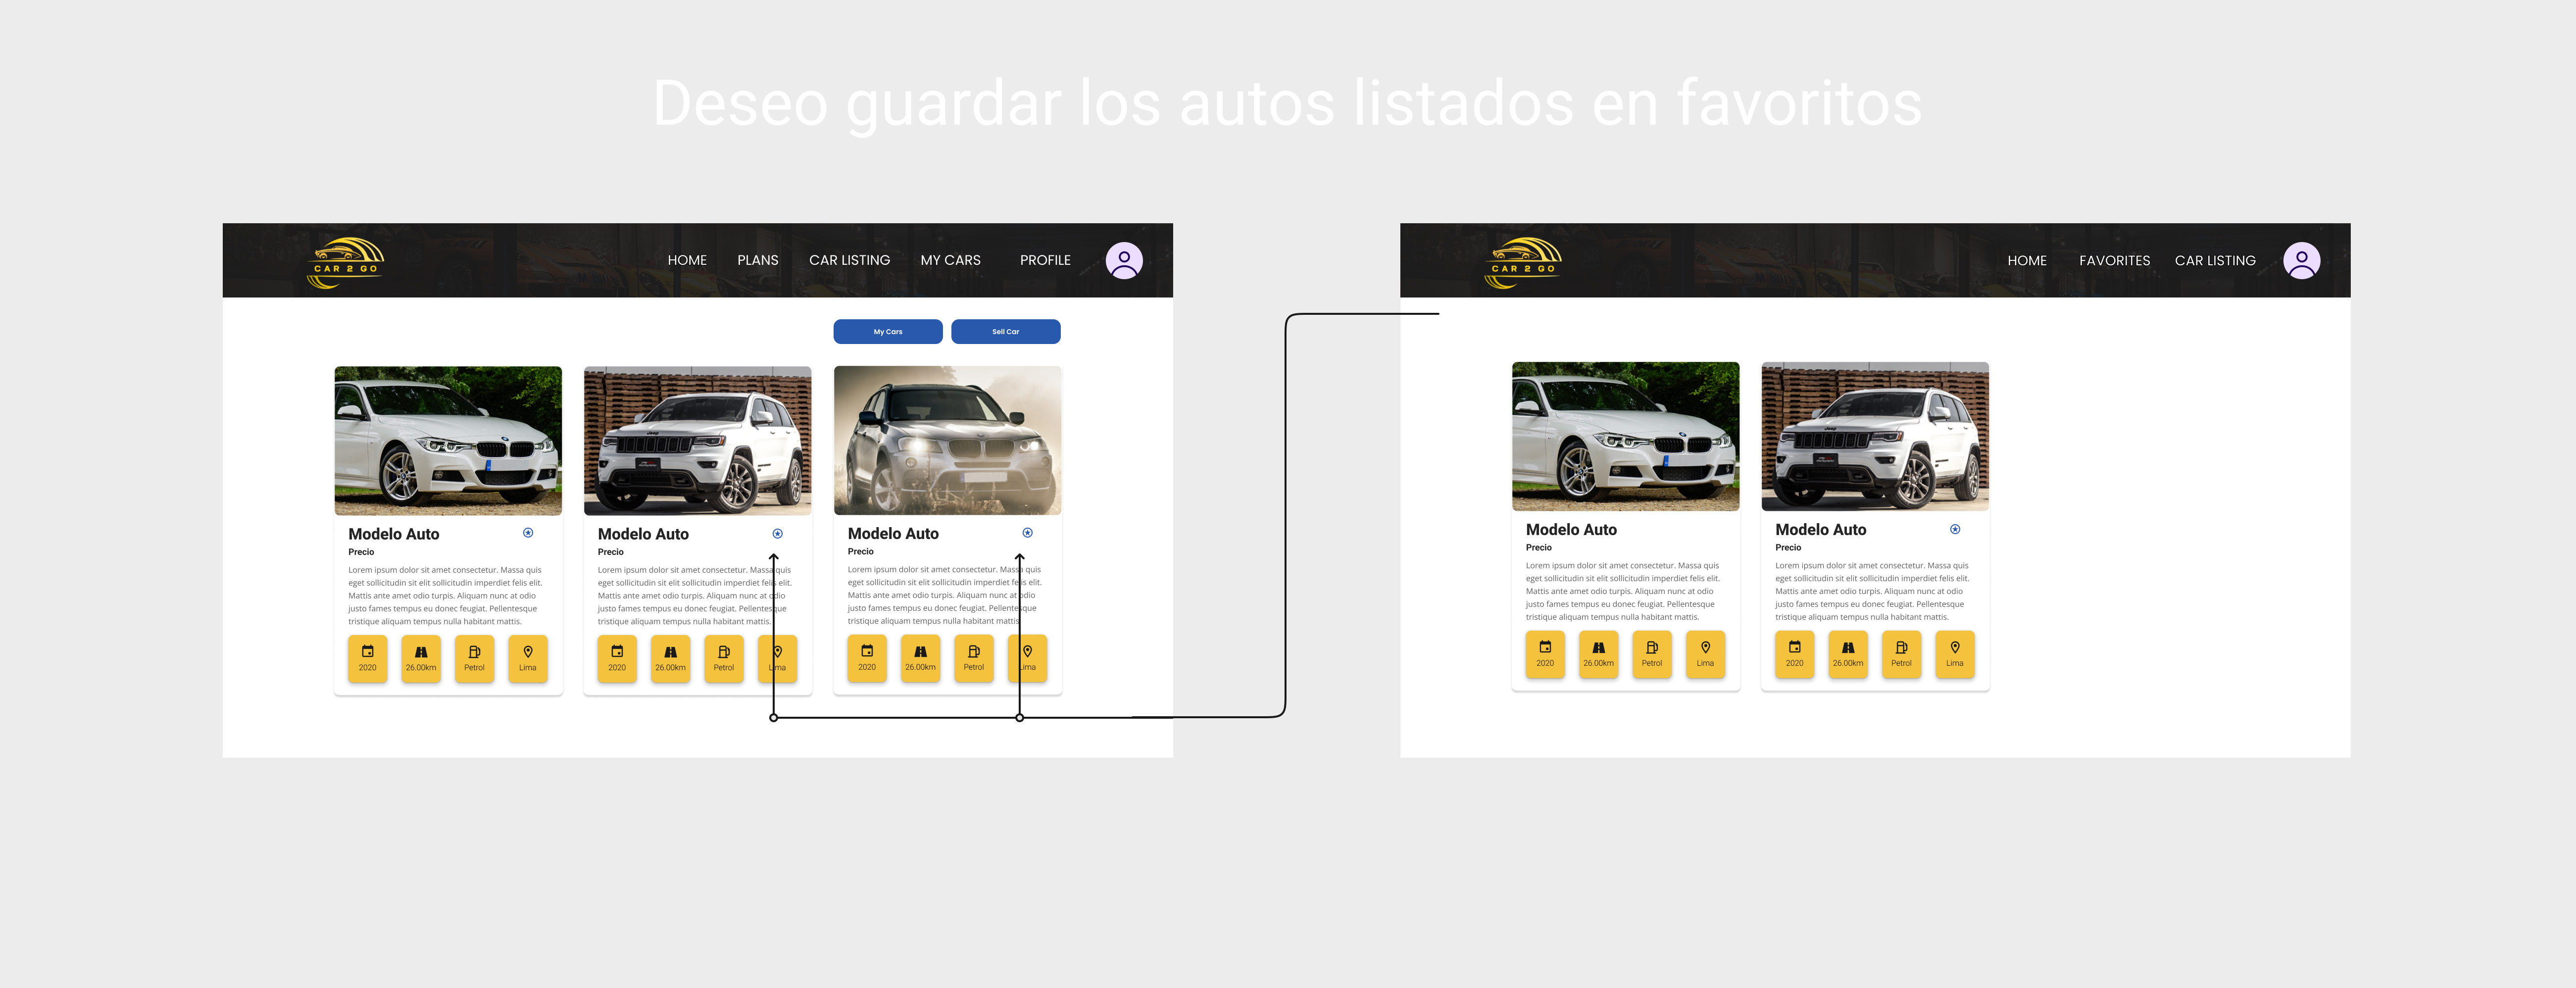 Deseo guardar los autos listados en favoritos
CAR 2 GO
HOME PLANS CAR LISTING MY CARS PROFILE
My Cars Sell Car
Modelo Auto
Precio
Lorem ipsum dolor sit amet consectetur. Massa quis
eget sollicitudin sit elit sollicitudin imperdiet felis elit.
Mattis ante amet odio turpis. Aliquam nunc at odio
justo fames tempus eu donec feugiat. Pellentesque
tristique aliquam tempus nulla habitant mattis.
2020 26.00km Petrol Lima
Modelo Auto
Precio
Lorem ipsum dolor sit amet consectetur. Massa quis
eget sollicitudin sit elit sollicitudin imperdiet felis elit.
Mattis ante amet odio turpis. Aliquam nunc at odio
justo fames tempus eu donec feugiat. Pellentesque
tristique aliquam tempus nulla habitant mattis.
2020 26.00km Petrol Lima
Modelo Auto
Precio
Lorem ipsum dolor sit amet consectetur. Massa quis
eget sollicitudin sit elit sollicitudin imperdiet felis elit.
Mattis ante amet odio turpis. Aliquam nunc at odio
justo fames tempus eu donec feugiat. Pellentesque
tristique aliquam tempus nulla habitant mattis
2020 26.00km Petrol Lima
CAR 2 GO
HOME FAVORITES CAR LISTING
Modelo Auto
Precio
Lorem ipsum dolor sit amet consectetur. Massa quis
eget sollicitudin sit elit sollicitudin imperdiet felis elit.
Mattis ante amet odio turpis. Aliquam nunc at odio
justo fames tempus eu donec feugiat. Pellentesque
tristique aliquam tempus nulla habitant mattis.
2020 26.00km Petrol Lima
Modelo Auto
Precio
Lorem ipsum dolor sit amet consectetur. Massa quis
eget sollicitudin sit elit sollicitudin imperdiet felis elit.
Mattis ante amet odio turpis. Aliquam nunc at odio
justo fames tempus eu donec feugiat. Pellentesque
tristique aliquam tempus nulla habitant mattis.
2020 26.00km Petrol Lima